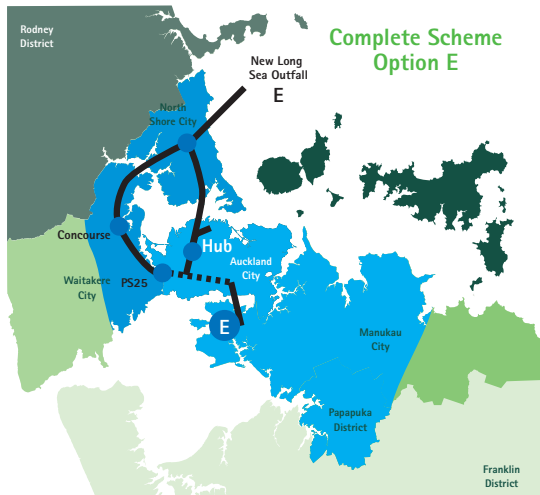 Rodney
District
Complete Scheme
Option E
New Long
Sea Outfall
E
North
Shore City
Concourse
Hub
Auckland
City
Waitakere
City
PS25
E
Manukau
City
Papapuka
District
Franklin
District